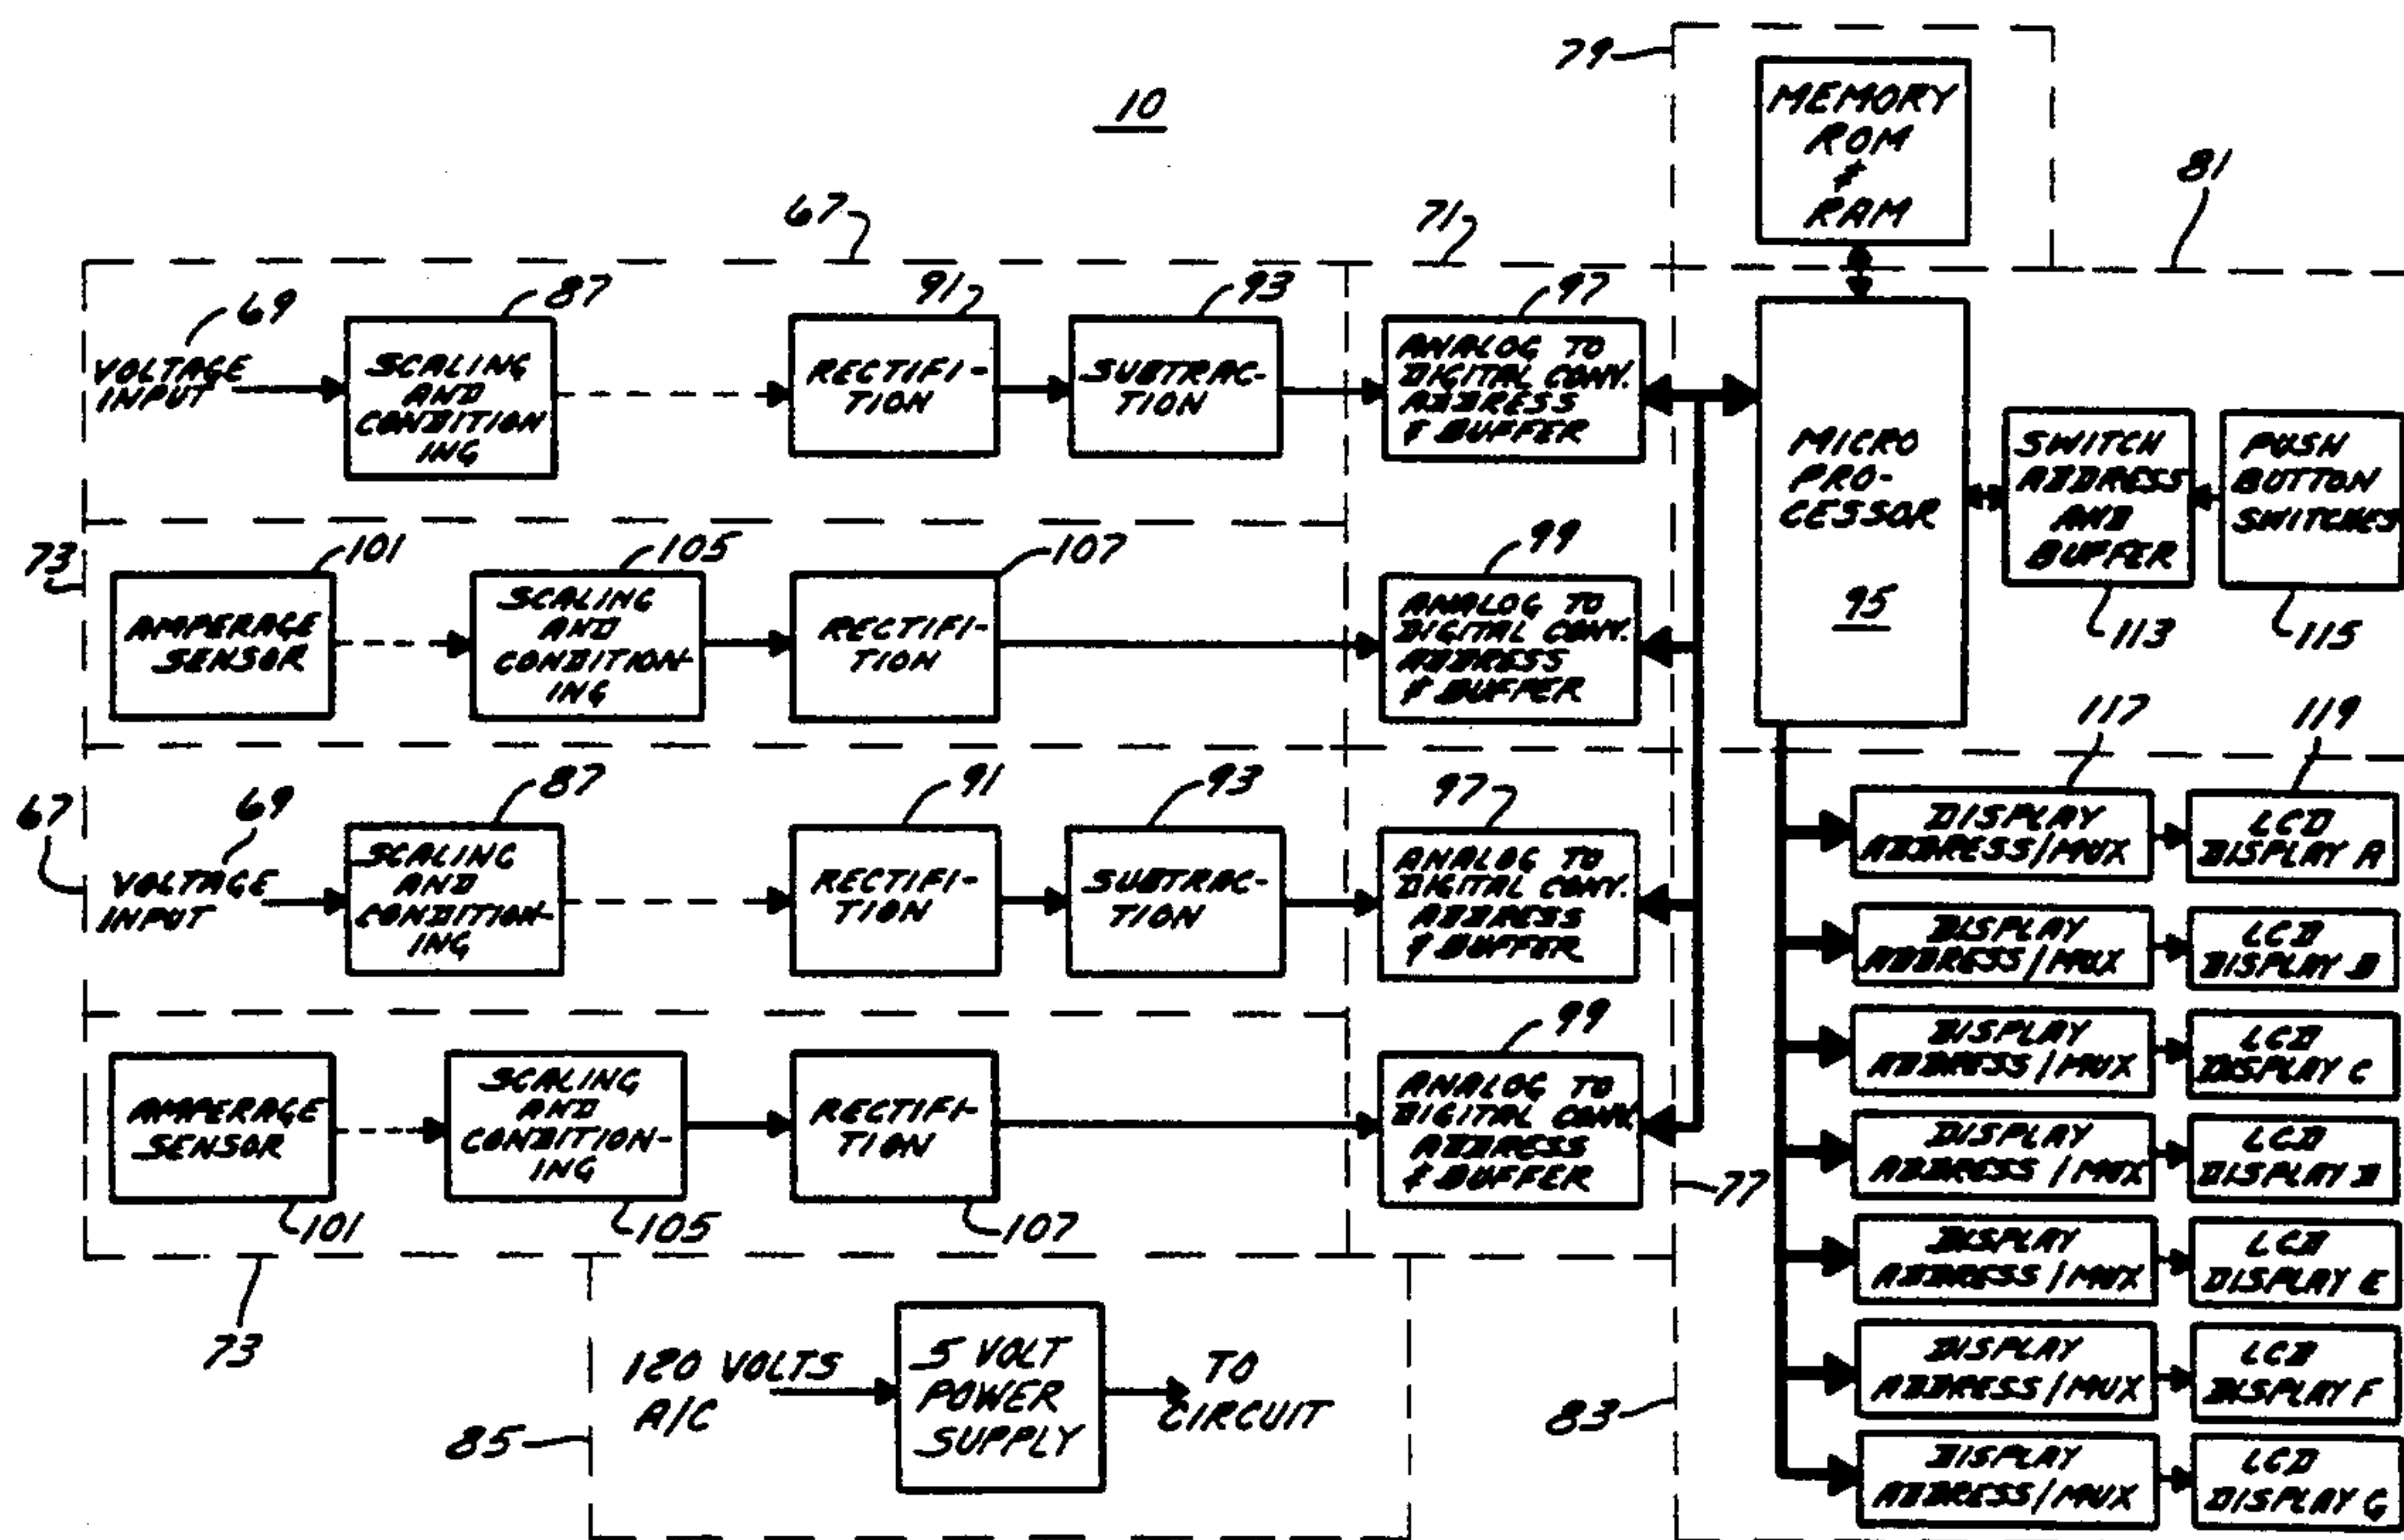 10
79
MEMORY
ROM
&
RAM
81
67
71
69
87
91
93
97
VOLTAGE
INPUT
SCALING
AND
CONDITION
ING
RECTIFI-
TION
SUBTRAC-
TION
ANALOG TO
DIGITAL CONV.
ADDRESS
& BUFFER
MICRO
PRO-
CESSOR
95
SWITCH
ADDRESS
AND
BUFFER
113
PUSH
BUTTON
SWITCHES
115
73
101
105
107
99
AMPERAGE
SENSOR
SCALING
AND
CONDITION-
ING
RECTIFI-
TION
ANALOG TO
DIGITAL CONV.
ADDRESS
& BUFFER
67
69
87
91
93
97
VOLTAGE
INPUT
SCALING
AND
CONDITION-
ING
RECTIFI-
TION
SUBTRAC-
TION
ANALOG TO
DIGITAL CONV.
ADDRESS
& BUFFER
99
AMPERAGE
SENSOR
SCALING
AND
CONDITION-
ING
RECTIFI-
TION
ANALOG TO
DIGITAL CONV.
ADDRESS
& BUFFER
101
105
107
73
77
117
119
DISPLAY
ADDRESS/MUX
LCD
DISPLAY A
DISPLAY
ADDRESS/MUX
LCD
DISPLAY B
DISPLAY
ADDRESS/MUX
LCD
DISPLAY C
DISPLAY
ADDRESS/MUX
LCD
DISPLAY D
DISPLAY
ADDRESS/MUX
LCD
DISPLAY E
DISPLAY
ADDRESS/MUX
LCD
DISPLAY F
DISPLAY
ADDRESS/MUX
LCD
DISPLAY G
83
85
120 VOLTS
A/C
5 VOLT
POWER
SUPPLY
TO
CIRCUIT